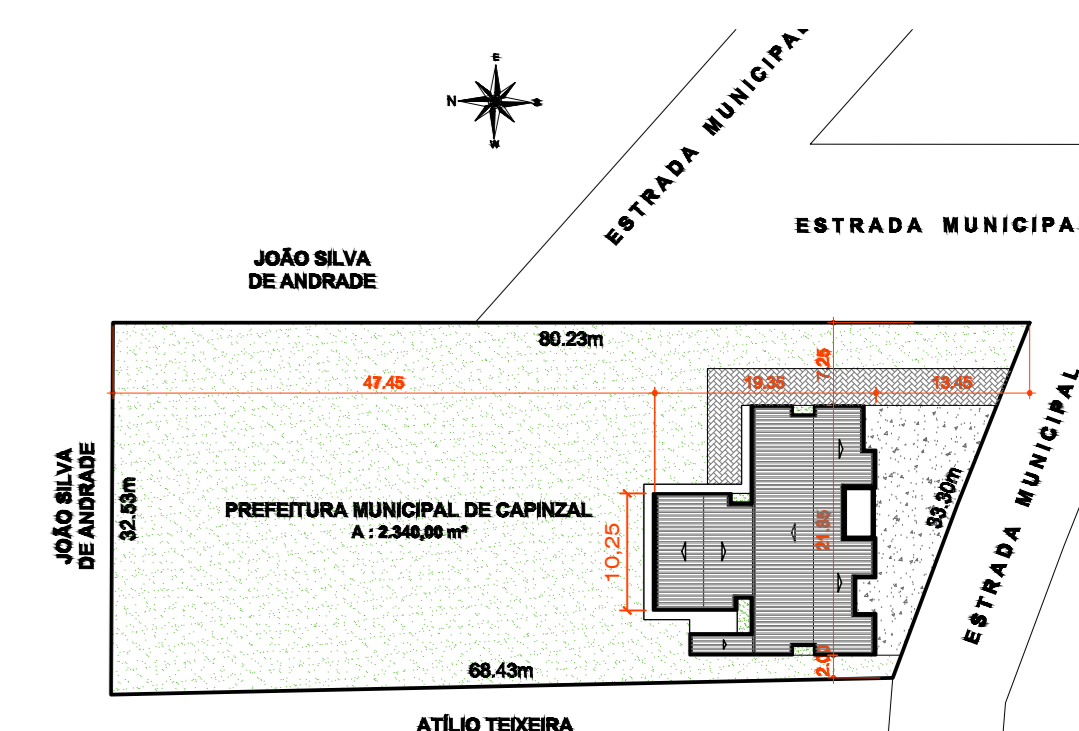 E
N
S
W
ESTRADA MUNICIPAL
ESTRADA MUNICIPA
JOÃO SILVA
DE ANDRADE
80.23m
7.25
47.45
19.35
13.45
JOÃO SILVA
DE ANDRADE
32.53m
PREFEITURA MUNICIPAL DE CAPINZAL
A : 2.340,00 m²
10,25
21.85
33.30m
ESTRADA MUNICIPAL
2.00
68.43m
ATÍLIO TEIXEIRA